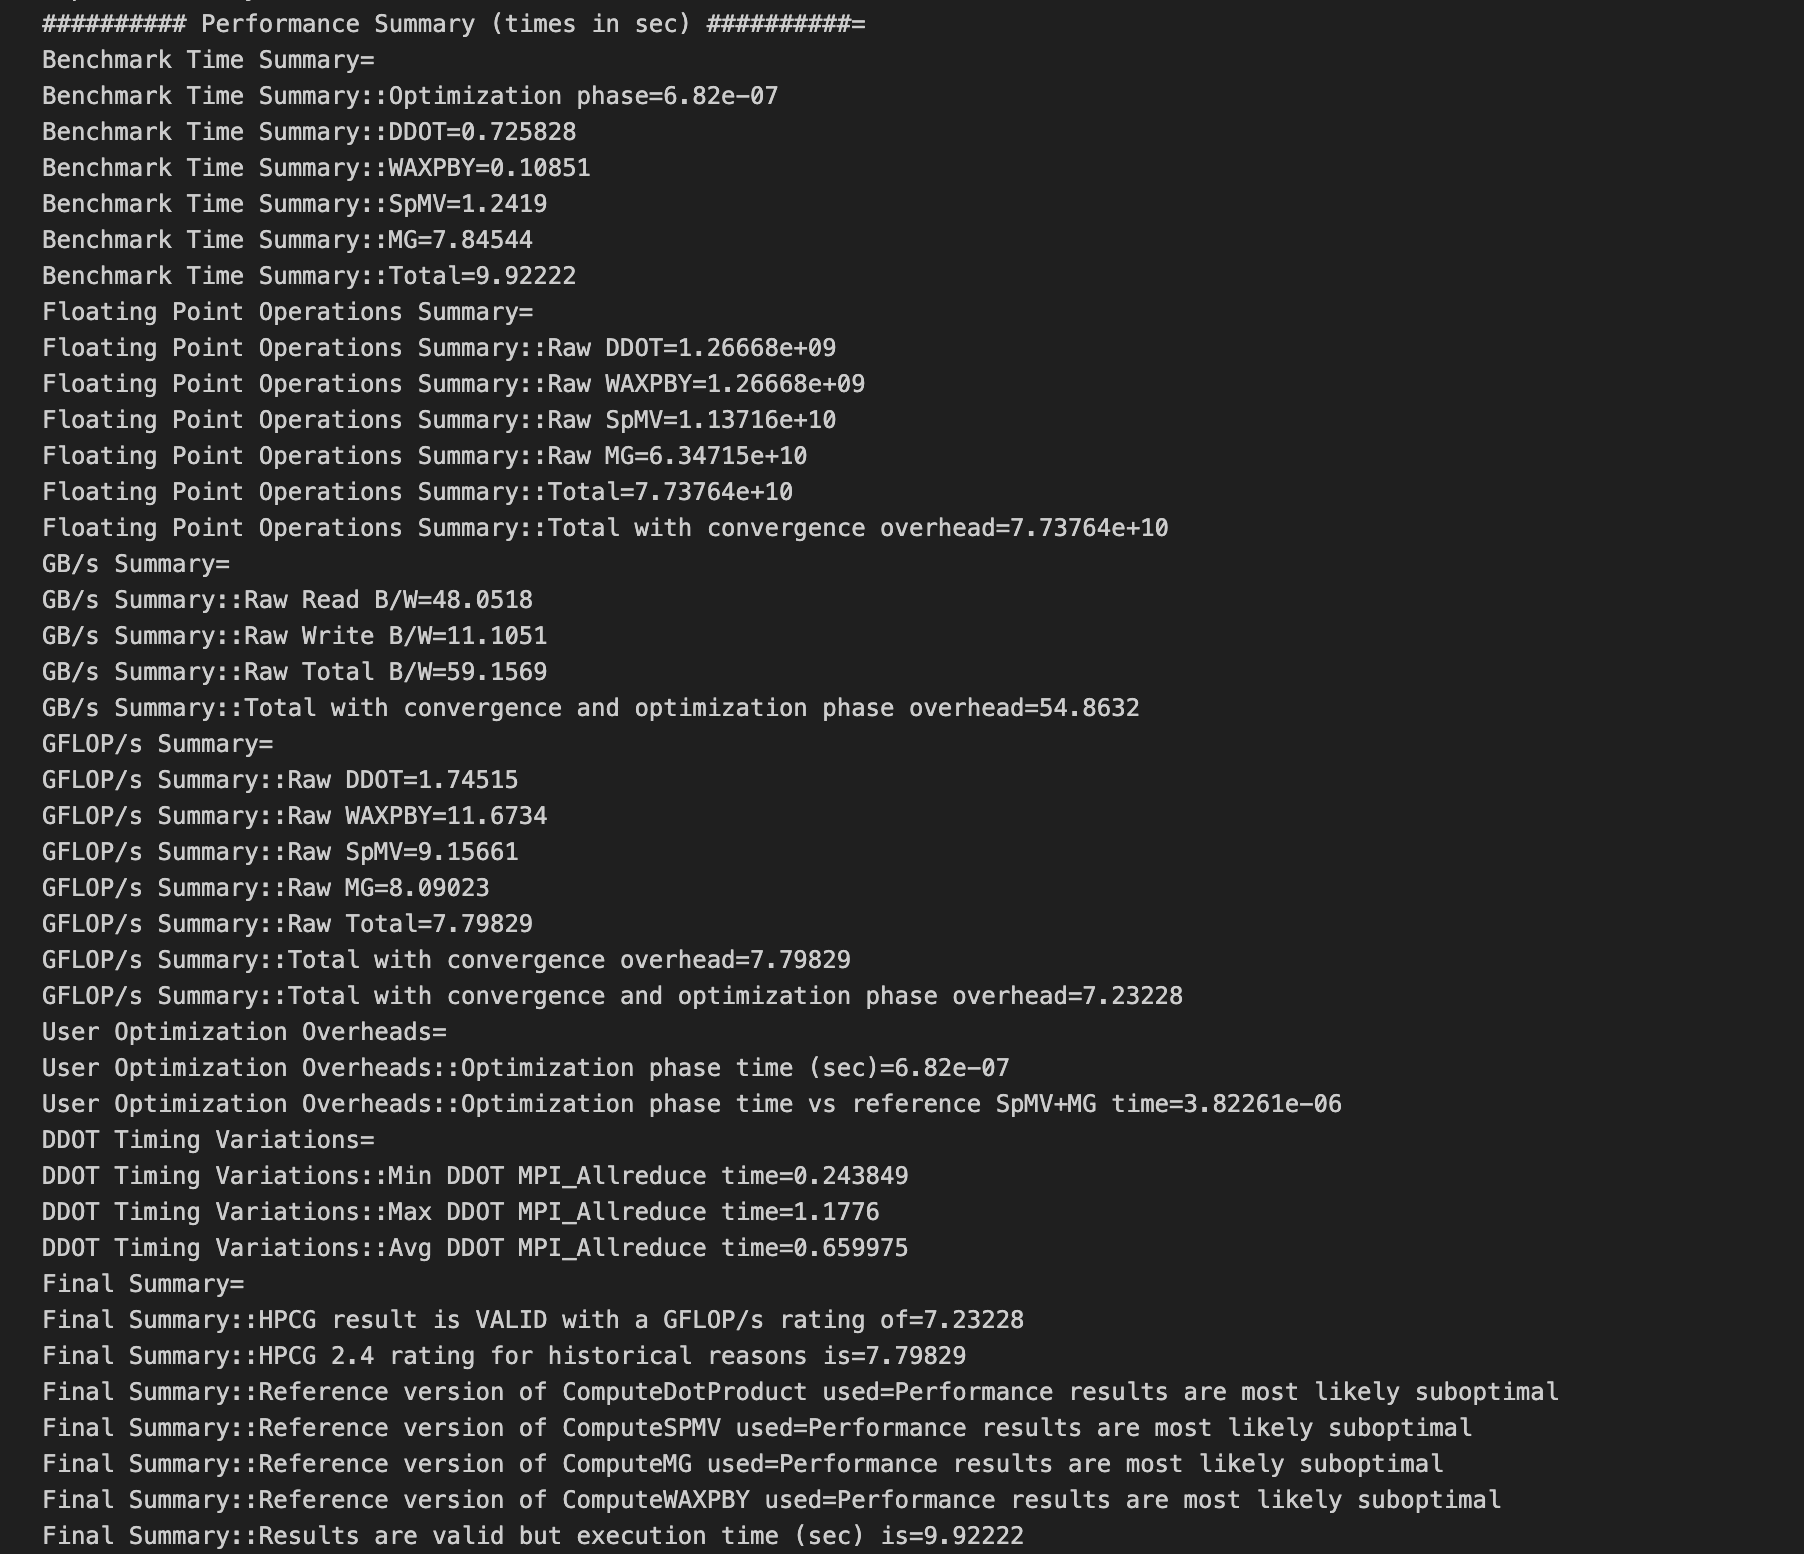 ########## Performance Summary (times in sec) ##########=
Benchmark Time Summary=
Benchmark Time Summary::Optimization phase=6.82e-07
Benchmark Time Summary::DDOT=0.725828
Benchmark Time Summary::WAXPBY=0.10851
Benchmark Time Summary::SpMV=1.2419
Benchmark Time Summary::MG=7.84544
Benchmark Time Summary::Total=9.92222
Floating Point Operations Summary=
Floating Point Operations Summary::Raw DDOT=1.26668e+09
Floating Point Operations Summary::Raw WAXPBY=1.26668e+09
Floating Point Operations Summary::Raw SpMV=1.13716e+10
Floating Point Operations Summary::Raw MG=6.34715e+10
Floating Point Operations Summary::Total=7.73764e+10
Floating Point Operations Summary::Total with convergence overhead=7.73764e+10
GB/s Summary=
GB/s Summary::Raw Read B/W=48.0518
GB/s Summary::Raw Write B/W=11.1051
GB/s Summary::Raw Total B/W=59.1569
GB/s Summary::Total with convergence and optimization phase overhead=54.8632
GFLOP/s Summary=
GFLOP/s Summary::Raw DDOT=1.74515
GFLOP/s Summary::Raw WAXPBY=11.6734
GFLOP/s Summary::Raw SpMV=9.15661
GFLOP/s Summary::Raw MG=8.09023
GFLOP/s Summary::Raw Total=7.79829
GFLOP/s Summary::Total with convergence overhead=7.79829
GFLOP/s Summary::Total with convergence and optimization phase overhead=7.23228
User Optimization Overheads=
User Optimization Overheads::Optimization phase time (sec)=6.82e-07
User Optimization Overheads::Optimization phase time vs reference SpMV+MG time=3.82261e-06
DDOT Timing Variations=
DDOT Timing Variations::Min DDOT MPI_Allreduce time=0.243849
DDOT Timing Variations::Max DDOT MPI_Allreduce time=1.1776
DDOT Timing Variations::Avg DDOT MPI_Allreduce time=0.659975
Final Summary=
Final Summary::HPCG result is VALID with a GFLOP/s rating of=7.23228
Final Summary::HPCG 2.4 rating for historical reasons is=7.79829
Final Summary::Reference version of ComputeDotProduct used=Performance results are most likely suboptimal
Final Summary::Reference version of ComputeSPMV used=Performance results are most likely suboptimal
Final Summary::Reference version of ComputeMG used=Performance results are most likely suboptimal
Final Summary::Reference version of ComputeWAXPBY used=Performance results are most likely suboptimal
Final Summary::Results are valid but execution time (sec) is=9.92222